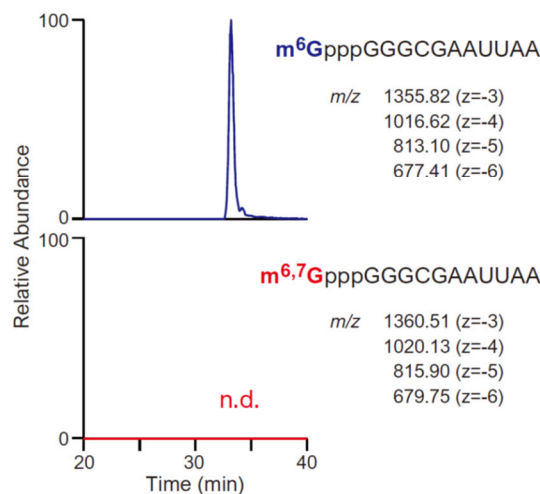 100
m⁶GpppGGGCGAAUUAA
m/z 1355.82 (z=-3)
1016.62 (z=-4)
813.10 (z=-5)
677.41 (z=-6)
0
Relative Abundance
100
m⁶,⁷GpppGGGCGAAUUAA
m/z 1360.51 (z=-3)
1020.13 (z=-4)
815.90 (z=-5)
679.75 (z=-6)
n.d.
0
20 30 40
Time (min)